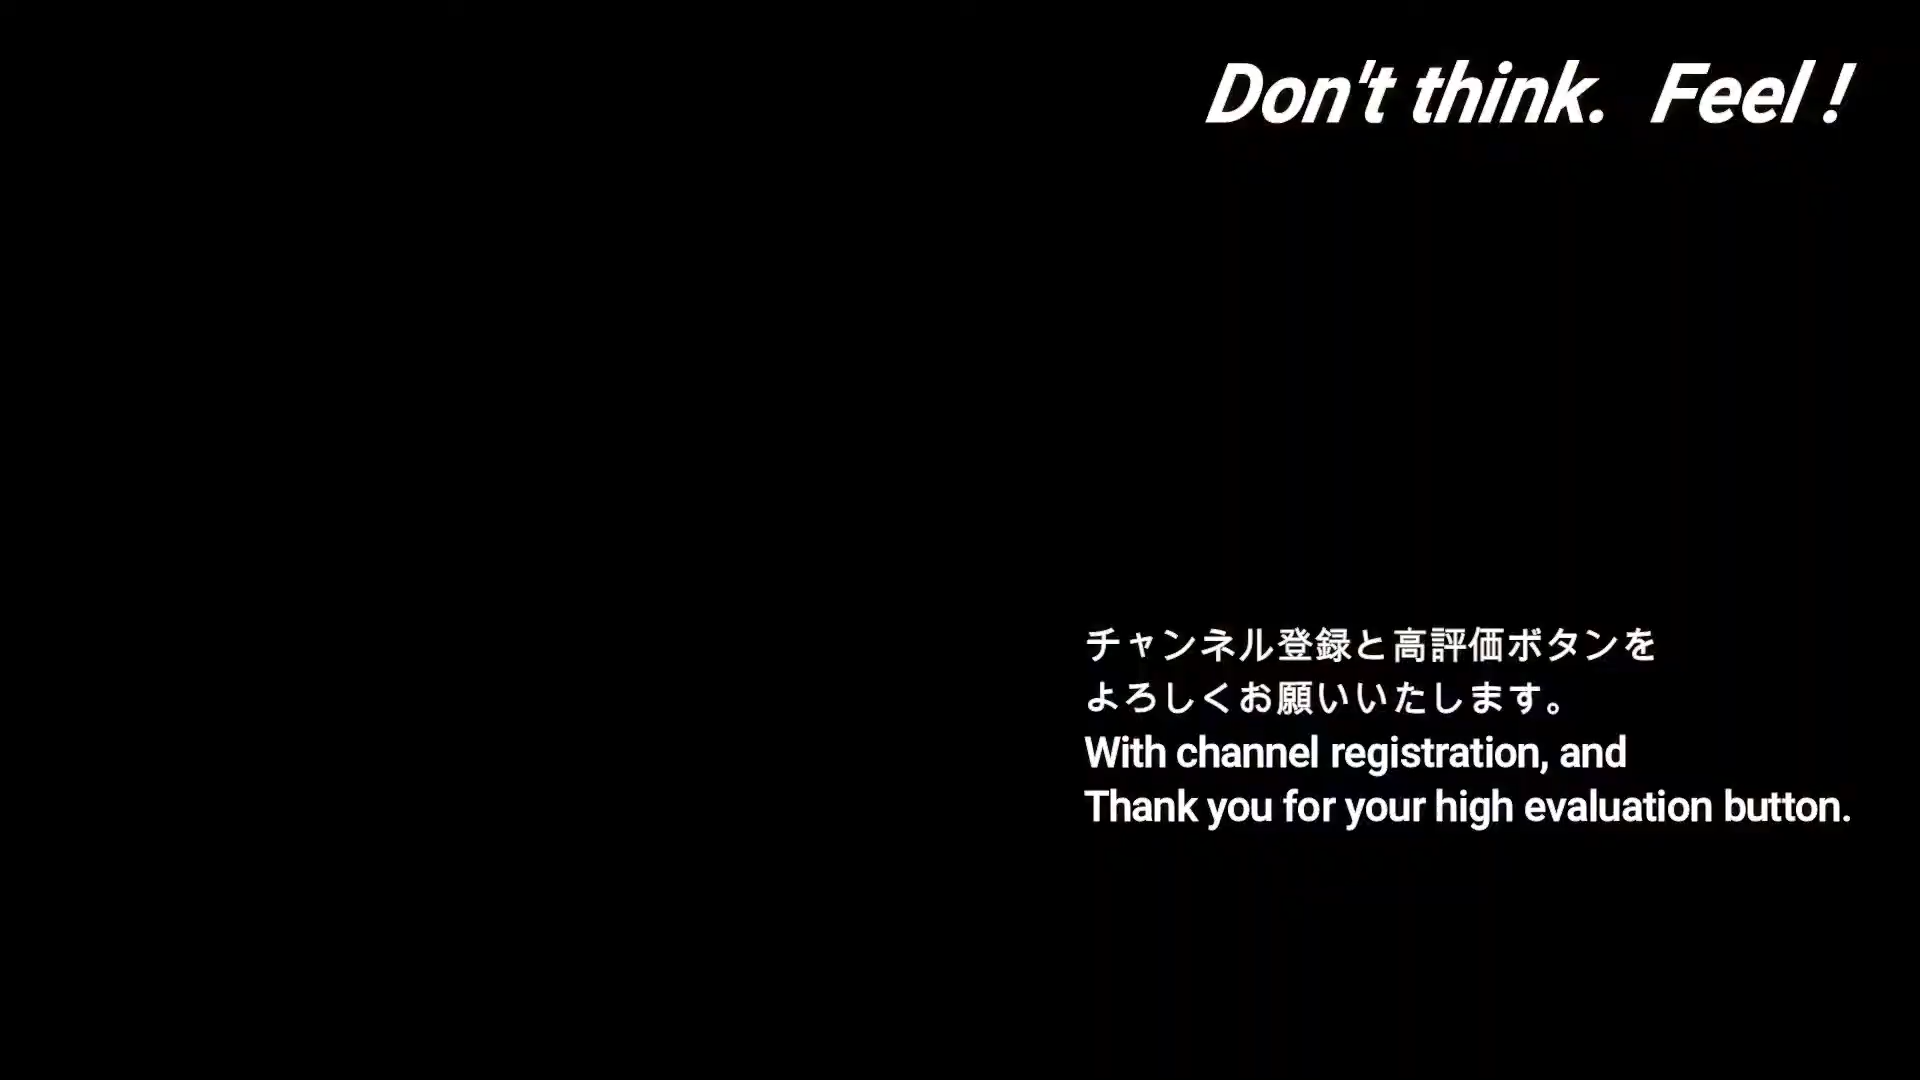 Don't think. Feel !
チャンネル登録と高評価ボタンを
よろしくお願いいたします。
With channel registration, and
Thank you for your high evaluation button.